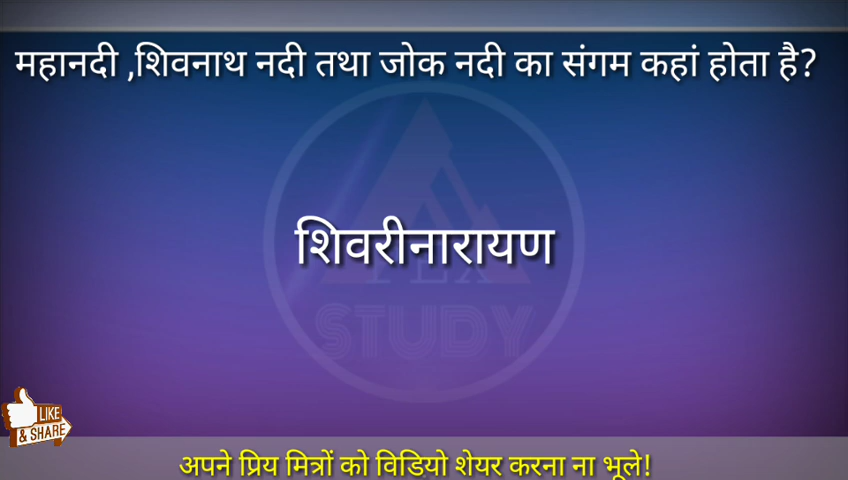 महानदी ,शिवनाथ नदी तथा जोक नदी का संगम कहां होता है?
शिवरीनारायण
STUDY
LIKE
& SHARE
अपने प्रिय मित्रों को विडियो शेयर करना ना भूले!